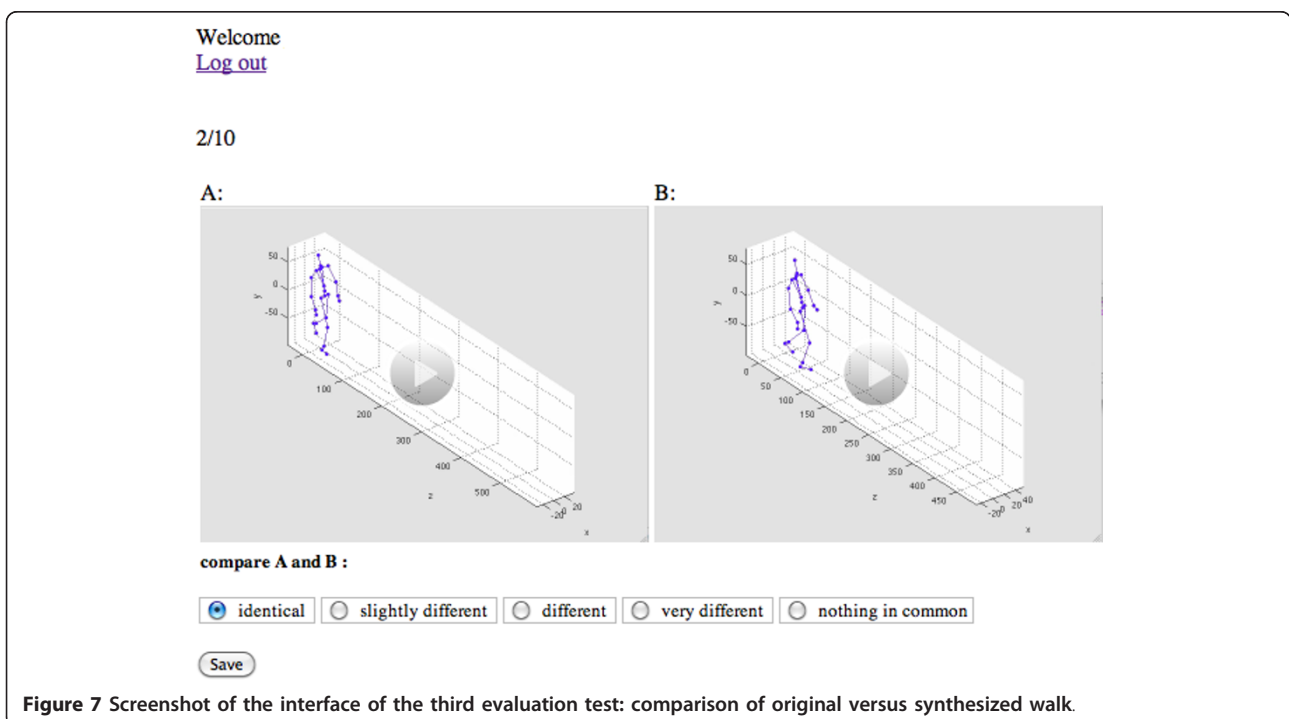 Welcome
Log out
2/10
A:
B:
50
0
-50
y
0
100
200
300
400
500
z
-20
0
20
x
50
0
-50
y
0
50
100
150
200
250
300
350
400
450
z
-20
0
20
40
x
compare A and B :
identical
slightly different
different
very different
nothing in common
Save
Figure 7 Screenshot of the interface of the third evaluation test: comparison of original versus synthesized walk.